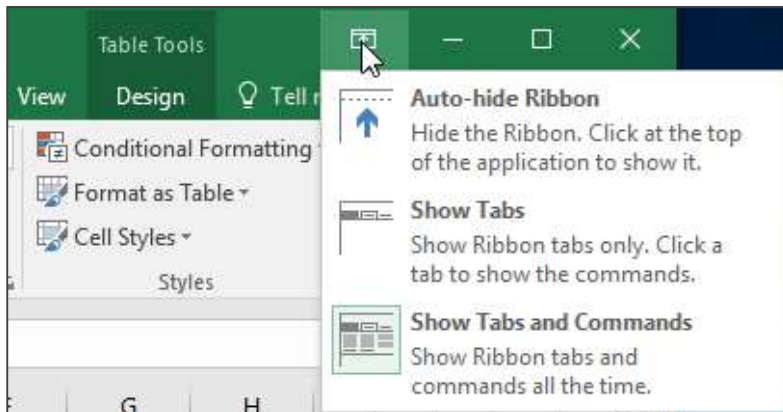 Table Tools
View Design Tell
Conditional Formatting
Format as Table
Cell Styles
Styles
G H
Auto-hide Ribbon
Hide the Ribbon. Click at the top
of the application to show it.
Show Tabs
Show Ribbon tabs only. Click a
tab to show the commands.
Show Tabs and Commands
Show Ribbon tabs and
commands all the time.